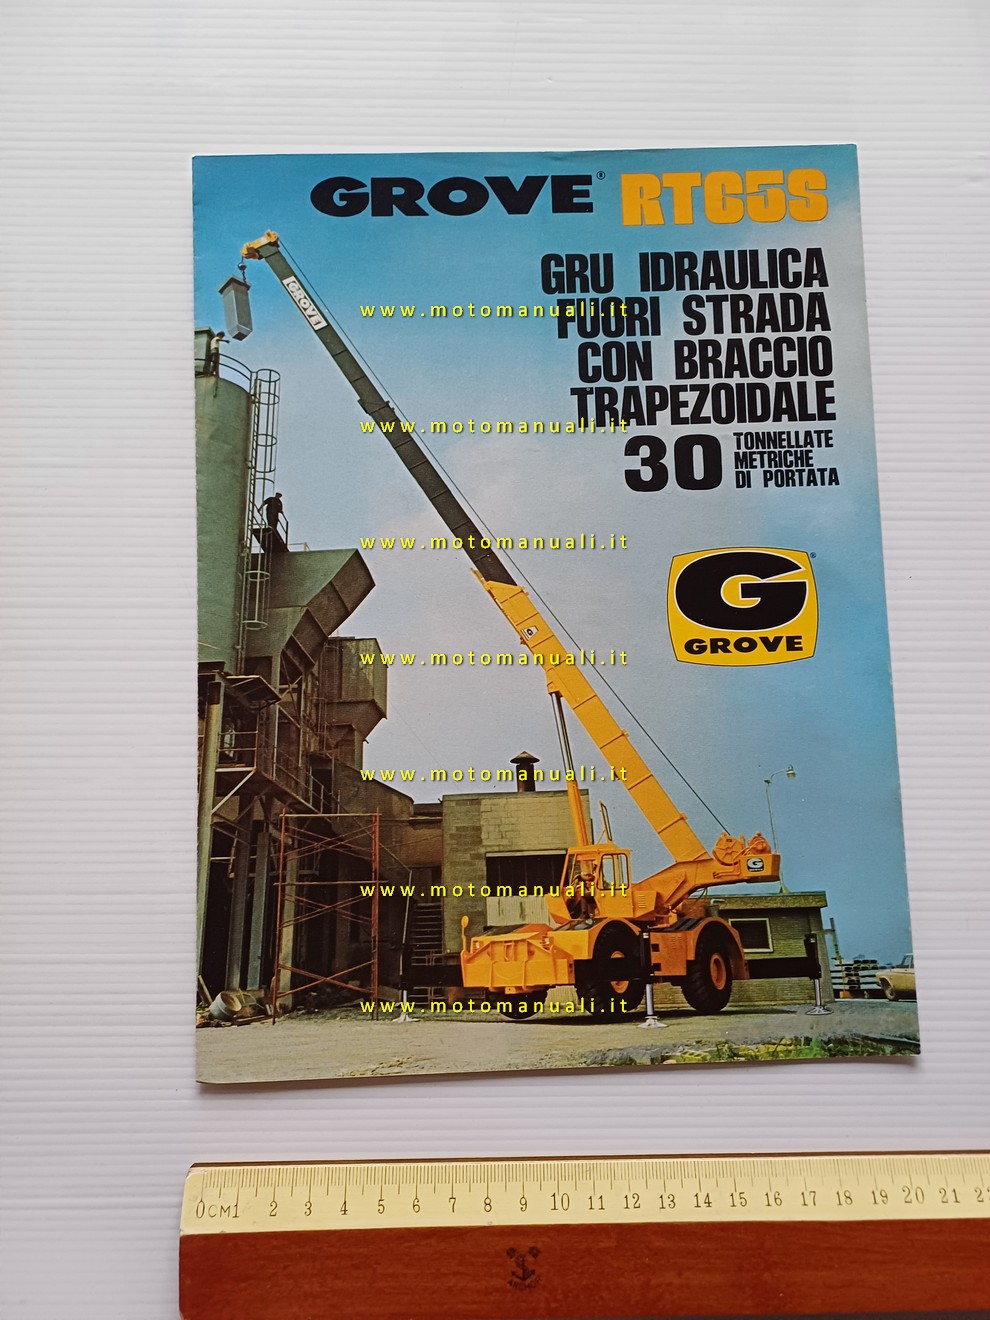 GROVE® RT65S
GRU IDRAULICA
FUORI STRADA
CON BRACCIO
TRAPEZOIDALE
30 TONNELLATE
METRICHE
DI PORTATA
GROVE
www.motomanuali.it
www.motomanuali.it
www.motomanuali.it
G®
GROVE
www.motomanuali.it
www.motomanuali.it
G
www.motomanuali.it
www.motomanuali.it
0CM1 2 3 4 5 6 7 8 9 10 11 12 13 14 15 16 17 18 19 20 21 22